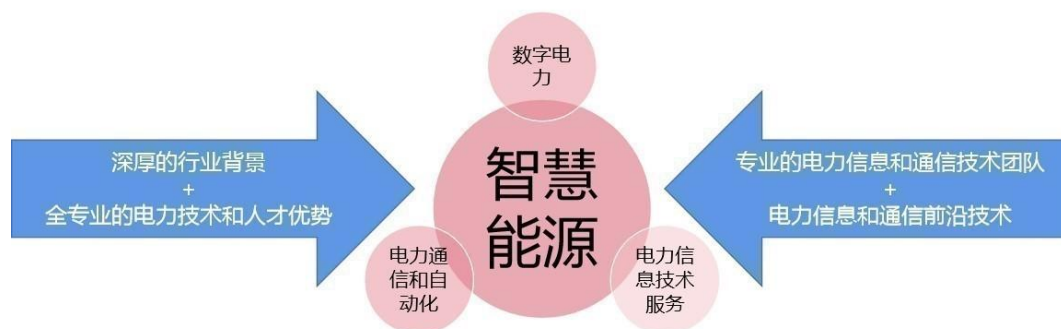 数字电
力
深厚的行业背景
+
全专业的电力技术和人才优势
智慧
能源
专业的电力信息和通信技术团队
+
电力信息和通信前沿技术
电力通
信和自
动化
电力信
息技术
服务